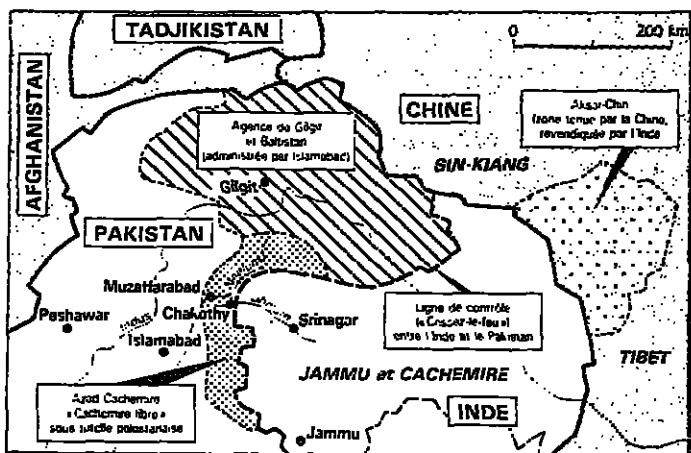 TADJIKISTAN
0 200 km
AFGHANISTAN
CHINE
Agence de Gilgit
et Baltistan
(administrée par Islamabad)
Aksai-Chin
(zone tenue par la Chine,
revendiquée par l'Inde
SIN-KIANG
Gilgit
PAKISTAN
Muzaffarabad
Chakothy
Peshawar
Indus
Srinagar
Islamabad
Ligne de contrôle
(« Cessez-le-feu »)
entre l'Inde et le Pakistan
TIBET
JAMMU et CACHEMIRE
Azad Cachemire
« Cachemire libre »
sous tutelle pakistanaise
INDE
Jammu